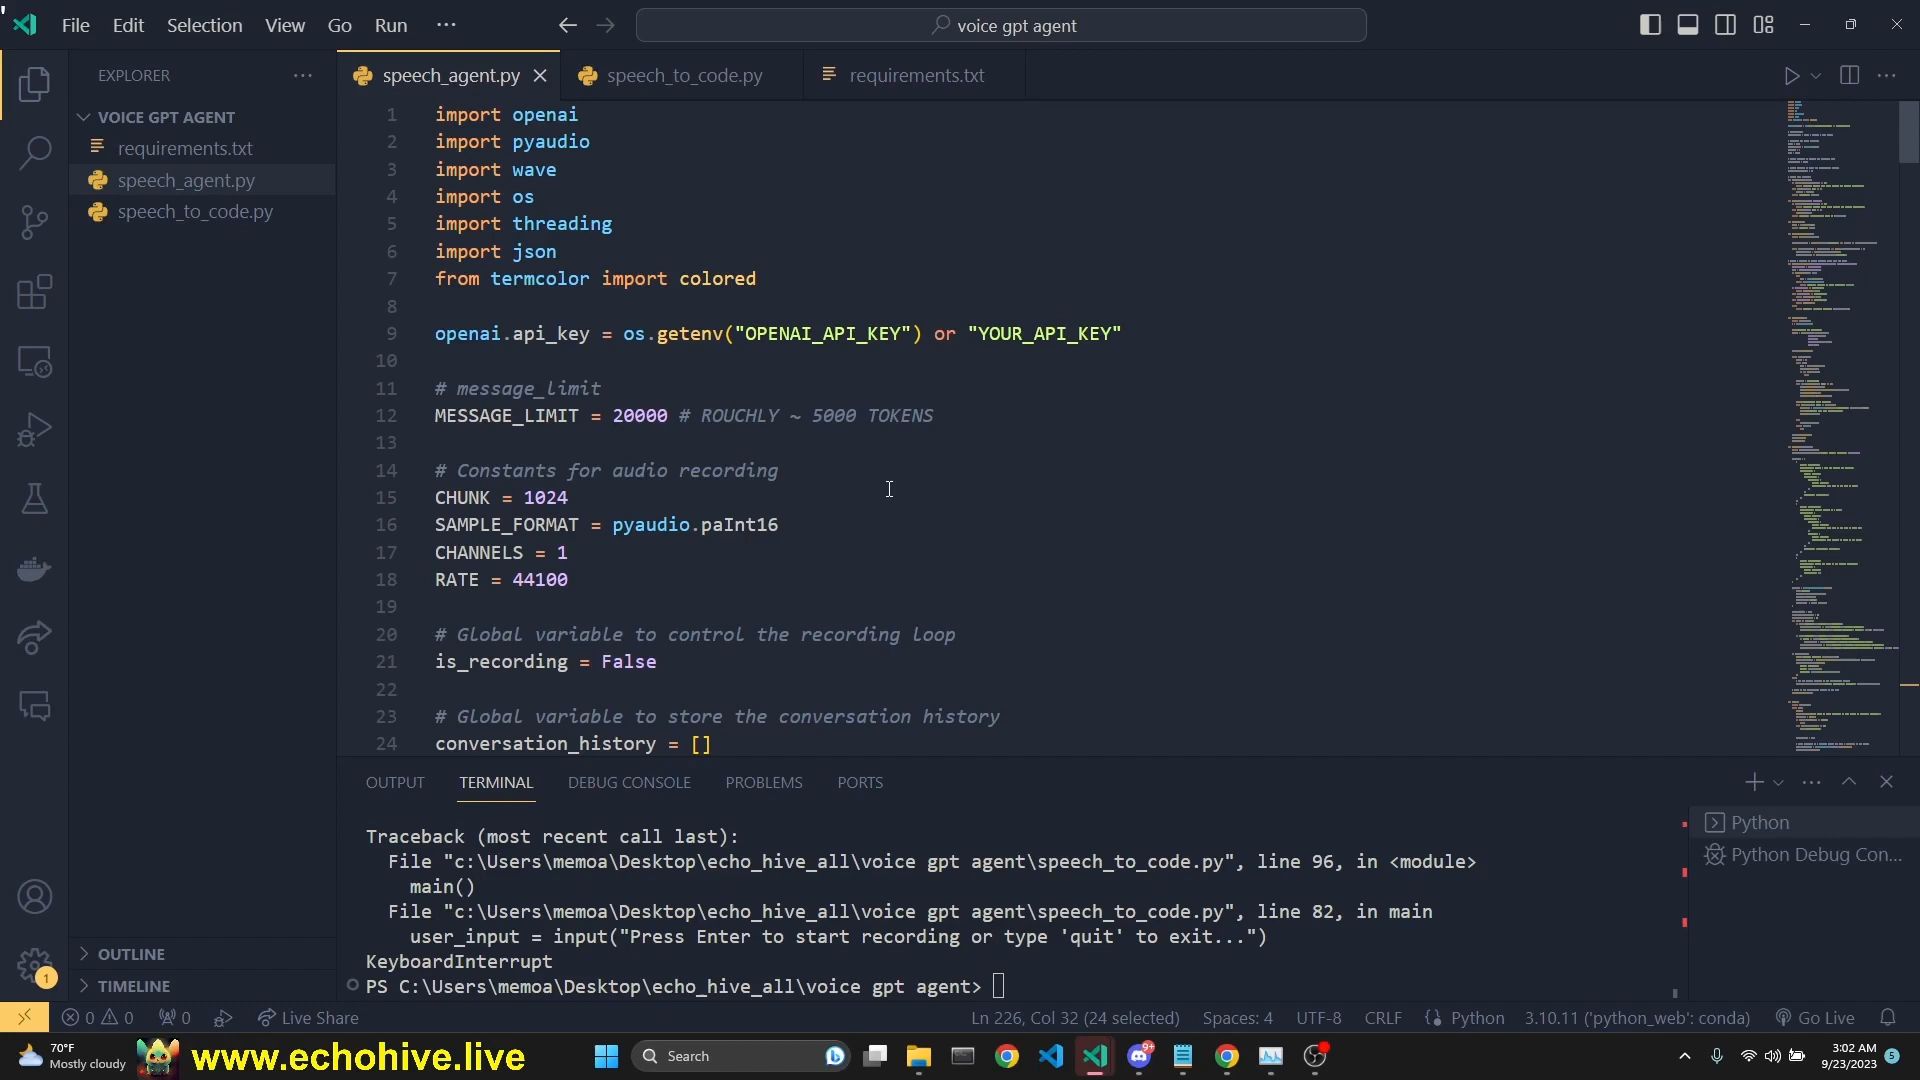 File Edit Selection View Go Run ...
voice gpt agent
EXPLORER ...
speech_agent.py
speech_to_code.py
requirements.txt
VOICE GPT AGENT
requirements.txt
speech_agent.py
speech_to_code.py
OUTLINE
TIMELINE
1 import openai
2 import pyaudio
3 import wave
4 import os
5 import threading
6 import json
7 from termcolor import colored
8
9 openai.api_key = os.getenv("OPENAI_API_KEY") or "YOUR_API_KEY"
10
11 # message_limit
12 MESSAGE_LIMIT = 20000 # ROUCHLY ~ 5000 TOKENS
13
14 # Constants for audio recording
15 CHUNK = 1024
16 SAMPLE_FORMAT = pyaudio.paInt16
17 CHANNELS = 1
18 RATE = 44100
19
20 # Global variable to control the recording loop
21 is_recording = False
22
23 # Global variable to store the conversation history
24 conversation_history = []
OUTPUT TERMINAL DEBUG CONSOLE PROBLEMS PORTS
Traceback (most recent call last):
File "c:\Users\memoa\Desktop\echo_hive_all\voice gpt agent\speech_to_code.py", line 96, in <module>
main()
File "c:\Users\memoa\Desktop\echo_hive_all\voice gpt agent\speech_to_code.py", line 82, in main
user_input = input("Press Enter to start recording or type 'quit' to exit...")
KeyboardInterrupt
PS C:\Users\memoa\Desktop\echo_hive_all\voice gpt agent>
Python
Python Debug Con...
1
0 0 0 Live Share
Ln 226, Col 32 (24 selected) Spaces: 4 UTF-8 CRLF Python 3.10.11 ('python_web': conda) Go Live
70°F
Mostly cloudy
www.echohive.live
Search
9+
3:02 AM
9/23/2023
5